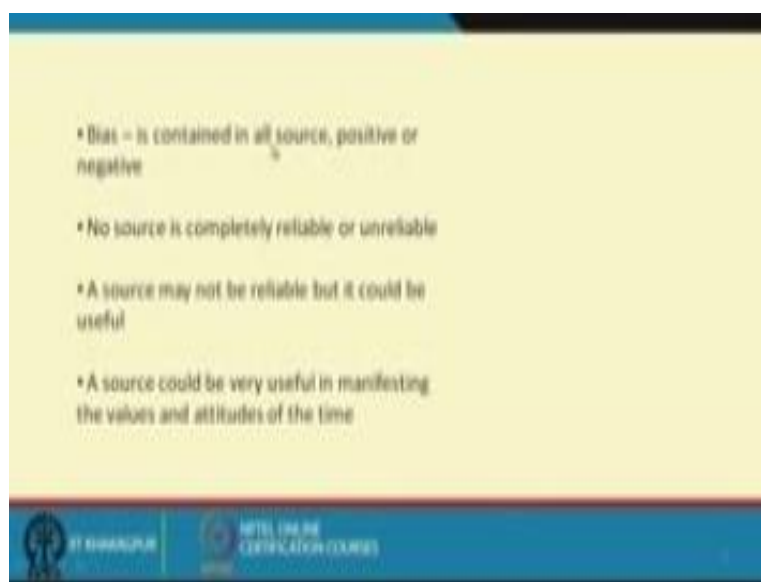 • Bias – is contained in all source, positive or
negative
• No source is completely reliable or unreliable
• A source may not be reliable but it could be
useful
• A source could be very useful in manifesting
the values and attitudes of the time
IIT KHARAGPUR
NPTEL ONLINE
CERTIFICATION COURSES